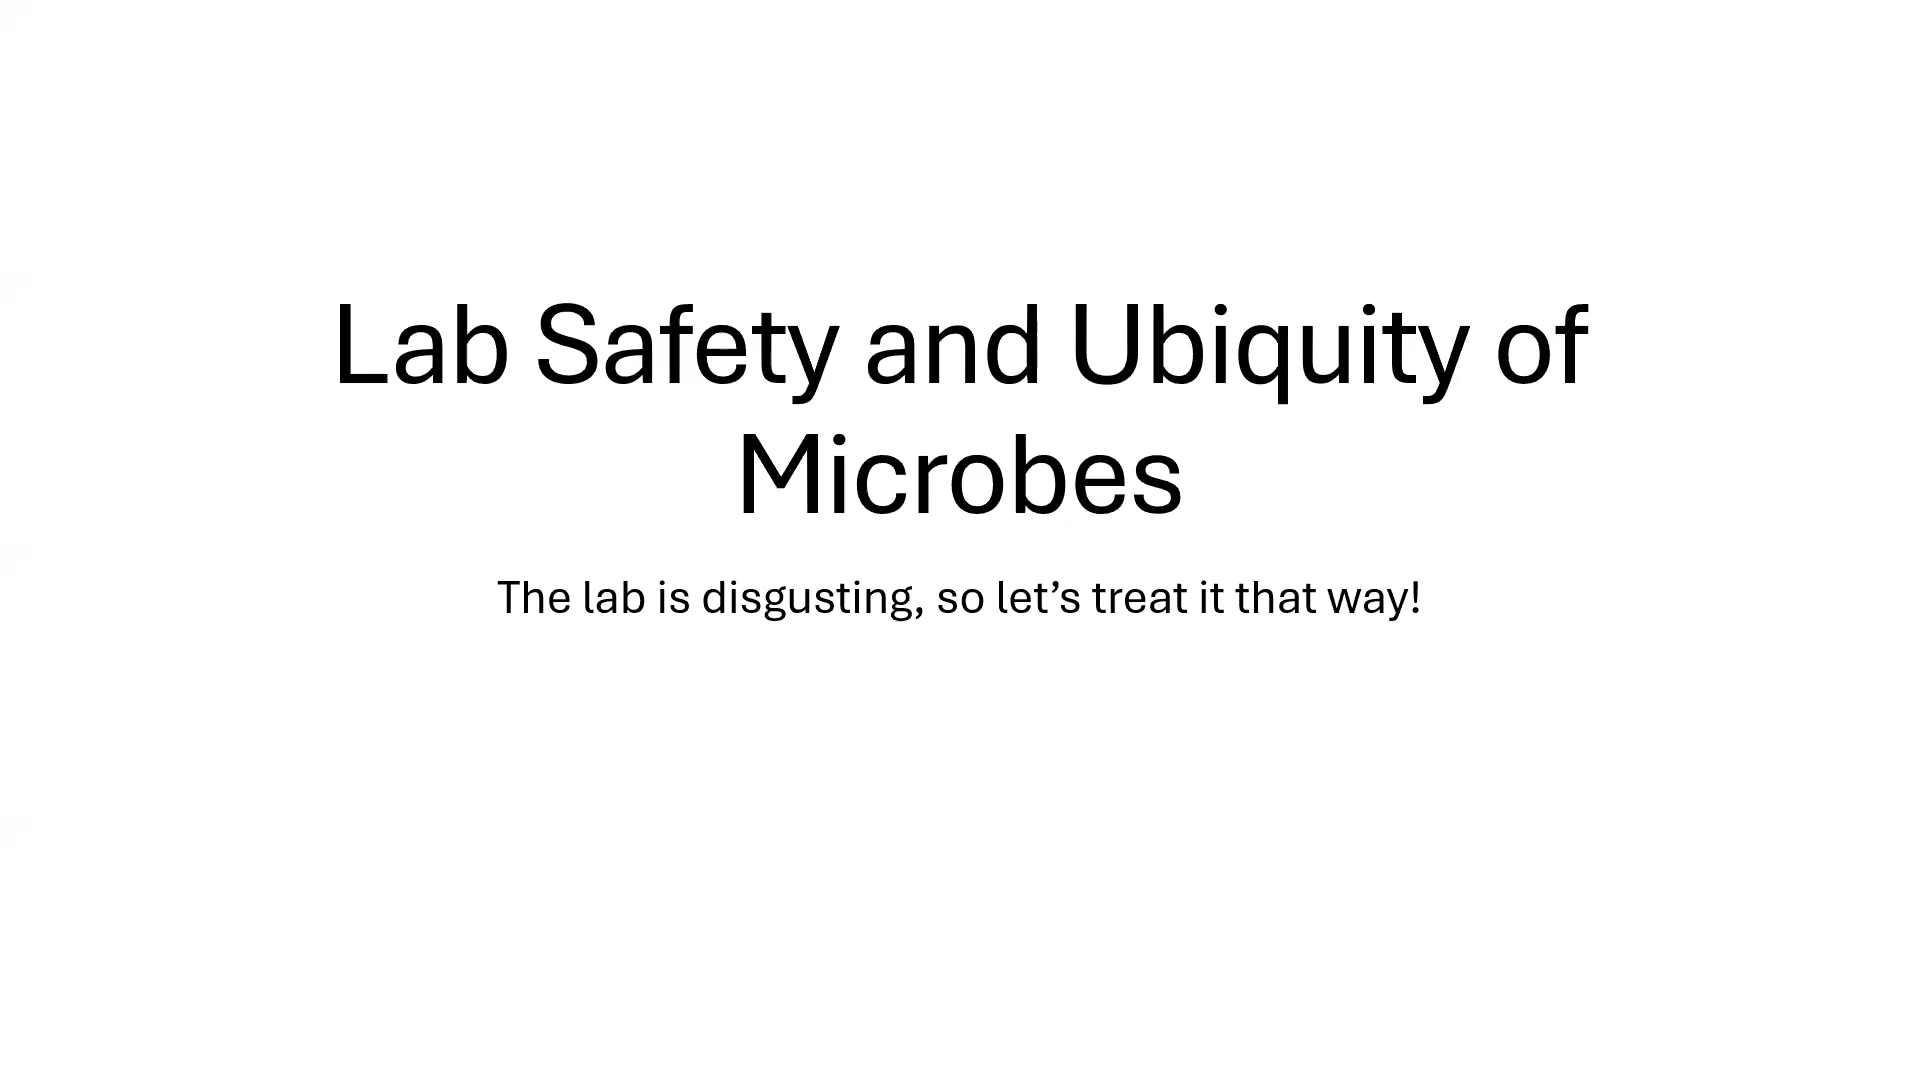 Lab Safety and Ubiquity of
Microbes
The lab is disgusting, so let’s treat it that way!